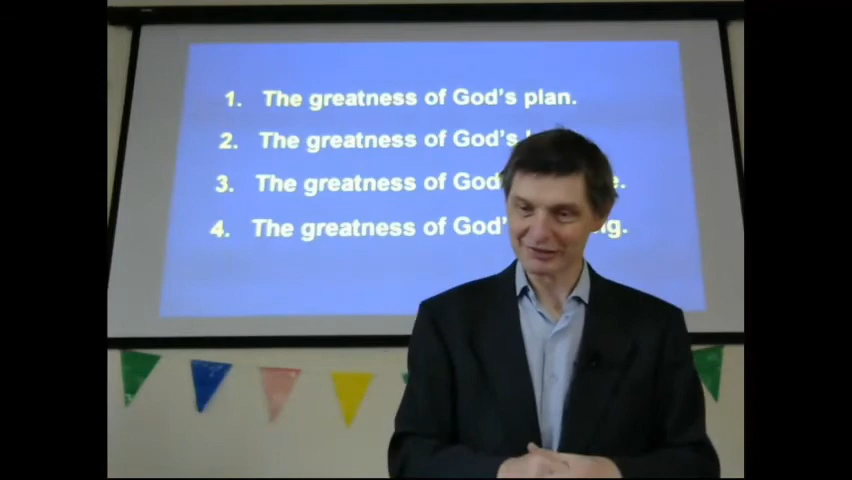 1. The greatness of God's plan.
2. The greatness of God's
3. The greatness of God
4. The greatness of God'